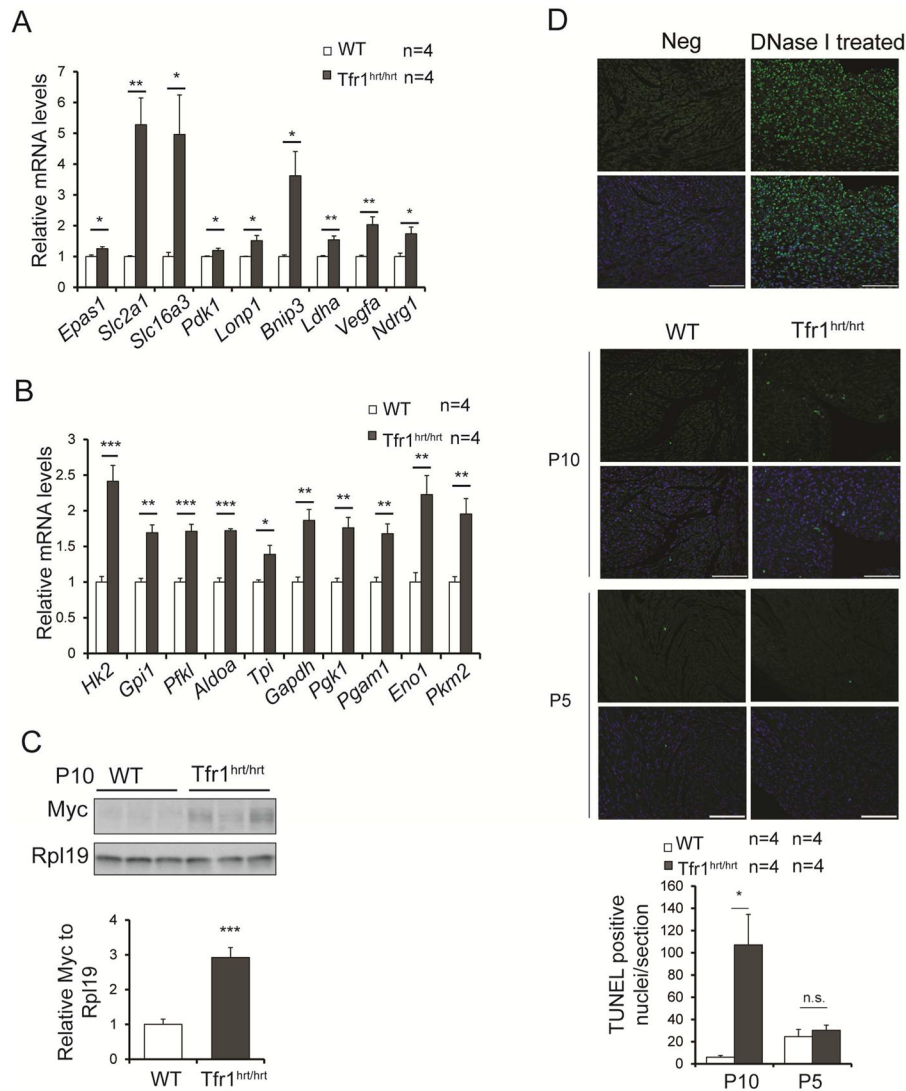 A
WT n=4
Tfr1hrt/hrt n=4
Relative mRNA levels
7
6
5
4
3
2
1
0
* ** * * * * ** ** *
Epas1 Slc2a1 Slc16a3 Pdk1 Lonp1 Bnip3 Ldha Vegfa Ndrg1
B
WT n=4
Tfr1hrt/hrt n=4
Relative mRNA levels
3
2.5
2
1.5
1
0.5
0
*** ** *** *** * ** ** ** ** **
Hk2 Gpi1 Pfkl Aldoa Tpi Gapdh Pgk1 Pgam1 Eno1 Pkm2
C
P10 WT Tfr1hrt/hrt
Myc
Rpl19
Relative Myc to
Rpl19
4
3
2
1
0
***
WT Tfr1hrt/hrt
D
Neg DNase I treated
WT Tfr1hrt/hrt
P10
P5
WT n=4 n=4
Tfr1hrt/hrt n=4 n=4
TUNEL positive
nuclei/section
160
140
120
100
80
60
40
20
0
*
n.s.
P10 P5